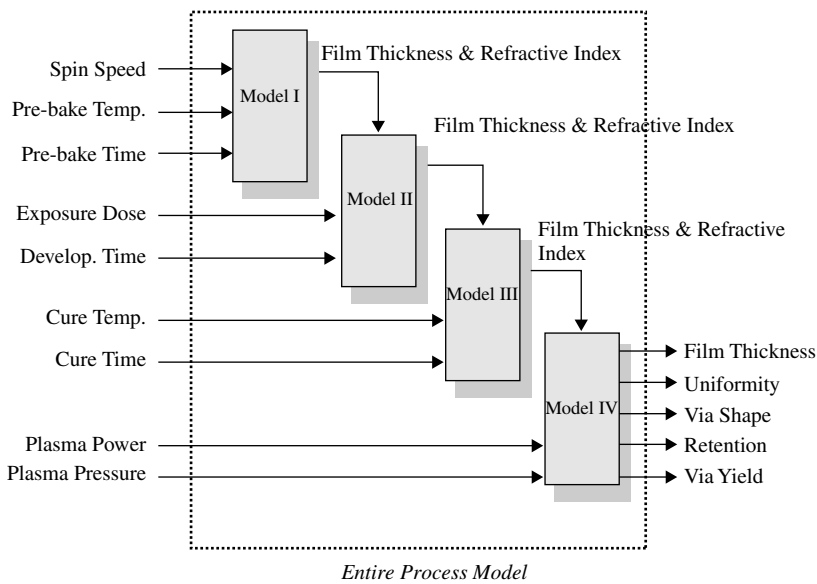 Spin Speed
Pre-bake Temp.
Pre-bake Time
Model I
Film Thickness & Refractive Index
Exposure Dose
Develop. Time
Model II
Film Thickness & Refractive Index
Cure Temp.
Cure Time
Model III
Film Thickness & Refractive
Index
Plasma Power
Plasma Pressure
Model IV
Film Thickness
Uniformity
Via Shape
Retention
Via Yield
Entire Process Model